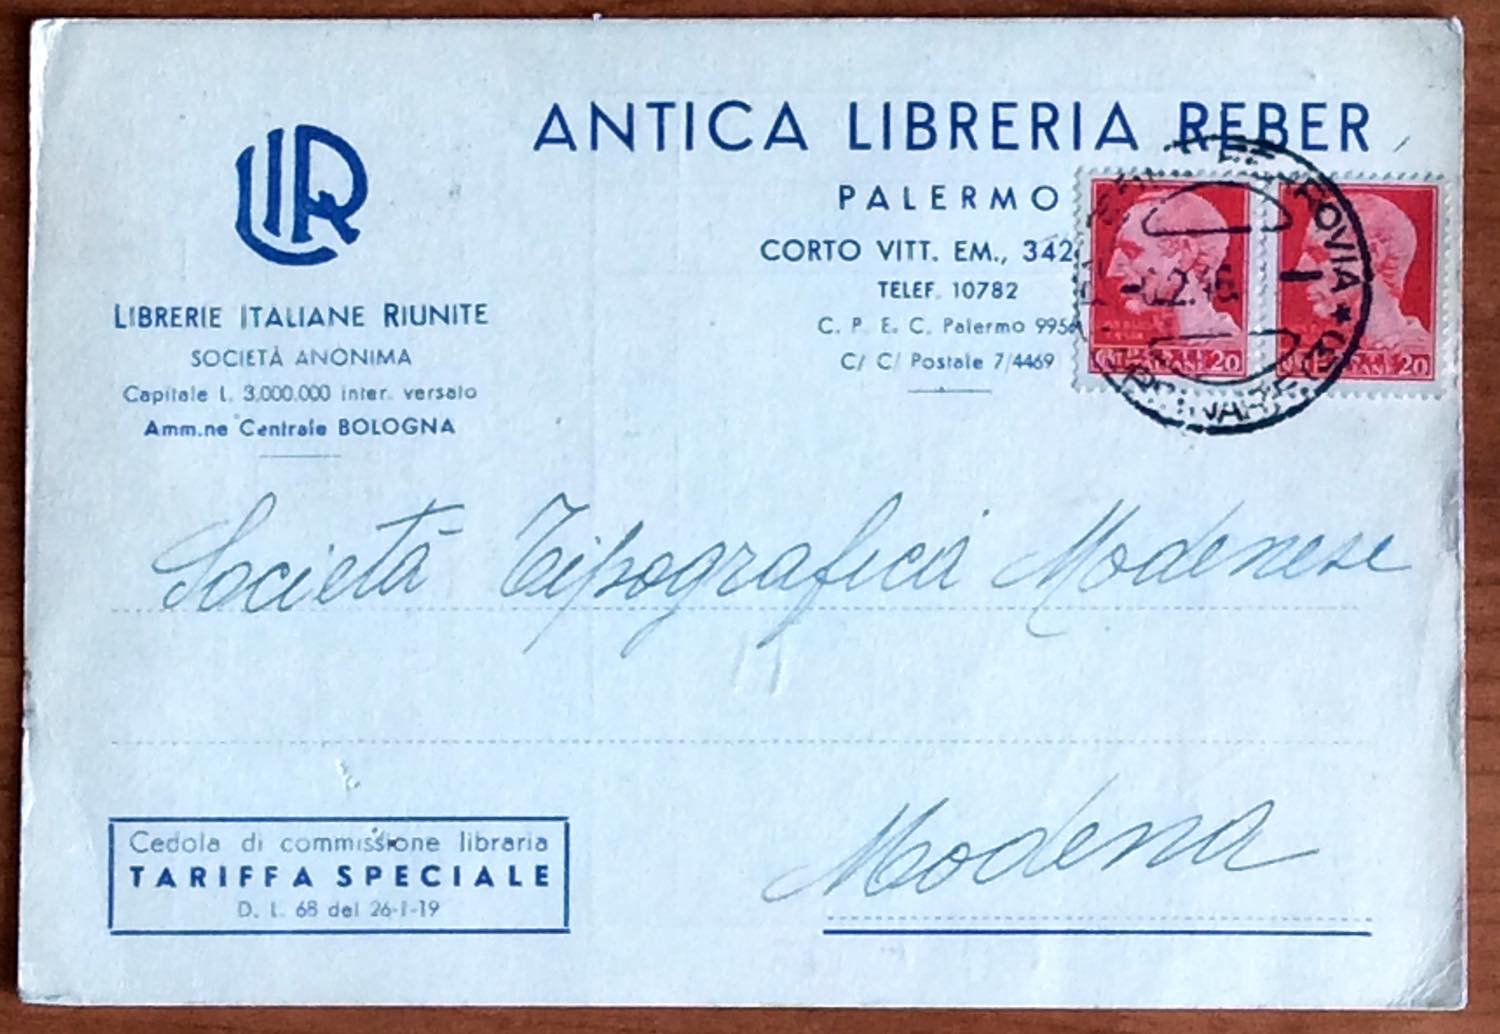 ANTICA LIBRERIA REBER
PALERMO
CORTO VITT. EM., 342
TELEF. 10782
C. P. E. C. Palermo 9956
C/ C/ Postale 7/4469
LIR
LIBRERIE ITALIANE RIUNITE
SOCIETÀ ANONIMA
Capitale L. 3,000,000 inter. versato
Amm.ne Centrale BOLOGNA
20
20
Società Tipografica Modenese
Modena
Cedola di commissione libraria
TARIFFA SPECIALE
D. L. 68 del 26-1-19